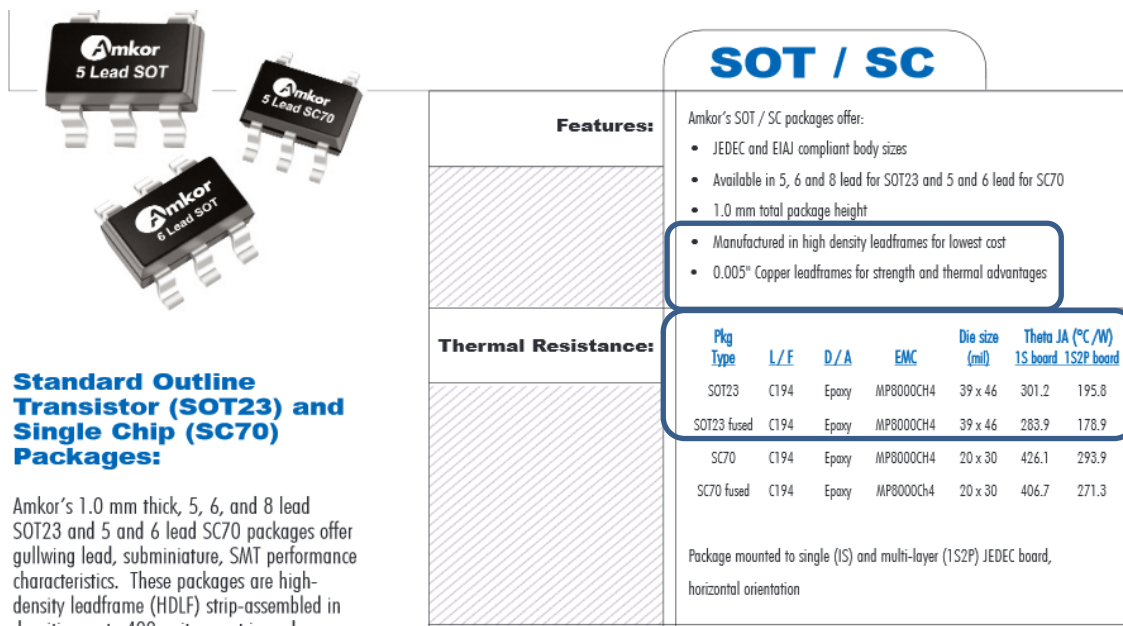 Amkor
5 Lead SOT
Amkor
5 Lead SC70
Amkor
6 Lead SOT
Standard Outline
Transistor (SOT23) and
Single Chip (SC70)
Packages:
Amkor's 1.0 mm thick, 5, 6, and 8 lead
SOT23 and 5 and 6 lead SC70 packages offer
gullwing lead, subminiature, SMT performance
characteristics. These packages are high-
density leadframe (HDLF) strip-assembled in
SOT / SC
Features:
Amkor's SOT / SC packages offer:
• JEDEC and EIAJ compliant body sizes
• Available in 5, 6 and 8 lead for SOT23 and 5 and 6 lead for SC70
• 1.0 mm total package height
• Manufactured in high density leadframes for lowest cost
• 0.005" Copper leadframes for strength and thermal advantages
Thermal Resistance:
Pkg Die size Theta JA (°C /W)
Type L/F D/A EMC (mil) 1S board 1S2P board
SOT23 C194 Epoxy MP8000CH4 39 x 46 301.2 195.8
SOT23 fused C194 Epoxy MP8000CH4 39 x 46 283.9 178.9
SC70 C194 Epoxy MP8000CH4 20 x 30 426.1 293.9
SC70 fused C194 Epoxy MP8000Ch4 20 x 30 406.7 271.3
Package mounted to single (IS) and multi-layer (1S2P) JEDEC board,
horizontal orientation